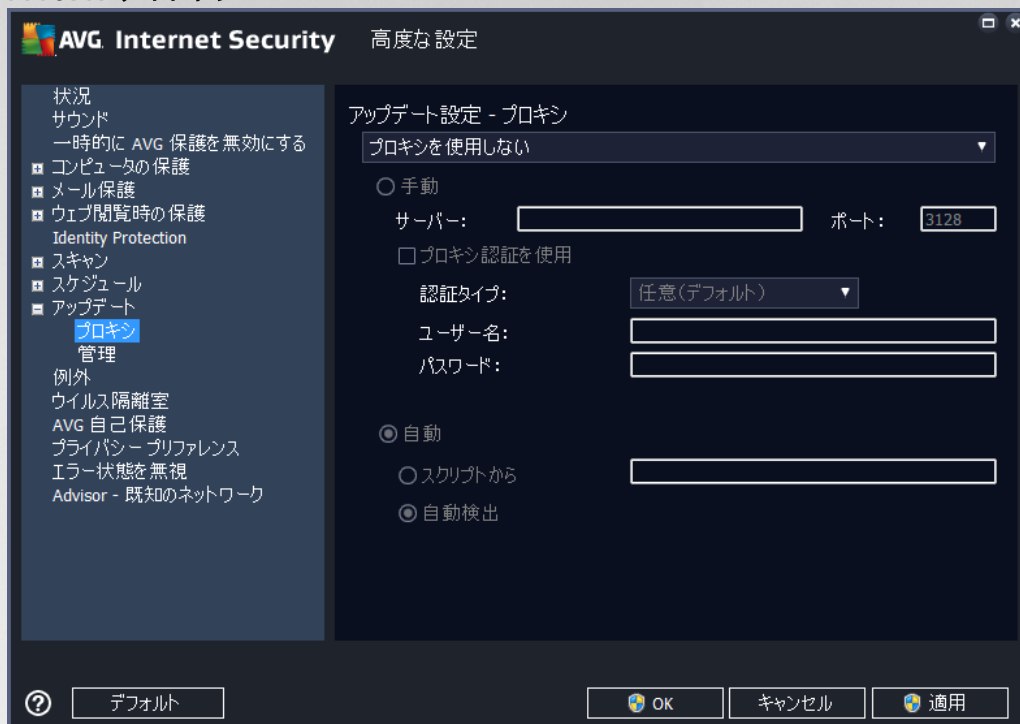 AVG Internet Security 高度な設定
状況
サウンド
一時的に AVG 保護を無効にする
コンピュータの保護
メール保護
ウェブ閲覧時の保護
Identity Protection
スキャン
スケジュール
アップデート
プロキシ
管理
例外
ウイルス隔離室
AVG 自己保護
プライバシー プリファレンス
エラー状態を無視
Advisor - 既知のネットワーク
アップデート設定 - プロキシ
プロキシを使用しない
手動
サーバー: ポート: 3128
プロキシ認証を使用
認証タイプ: 任意(デフォルト)
ユーザー名:
パスワード:
自動
スクリプトから
自動検出
デフォルト OK キャンセル 適用